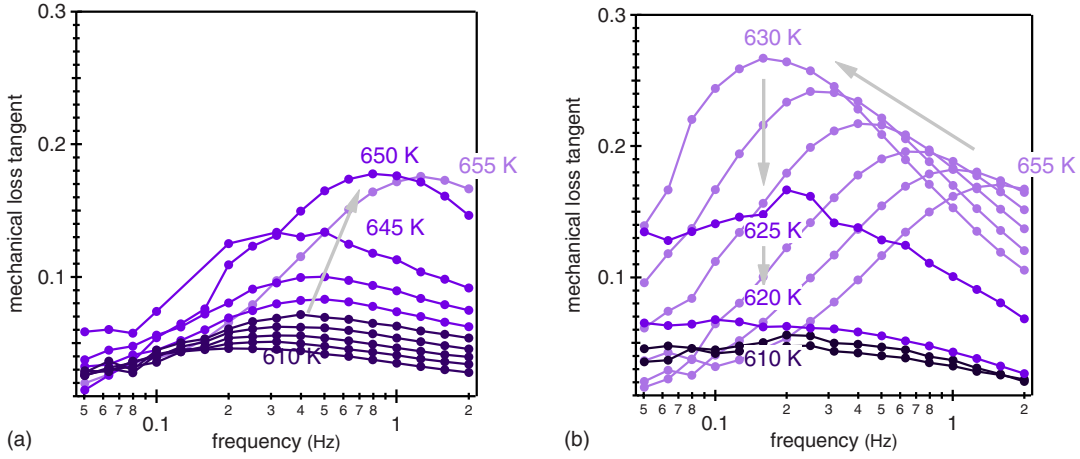 0.3
0.2
0.1
mechanical loss tangent
650 K
655 K
645 K
610 K
5 6 7 8 2 3 4 5 6 7 8 2
0.1 1
frequency (Hz)
(a)
0.3
0.2
0.1
mechanical loss tangent
630 K
655 K
625 K
620 K
610 K
5 6 7 8 2 3 4 5 6 7 8 2
0.1 1
frequency (Hz)
(b)